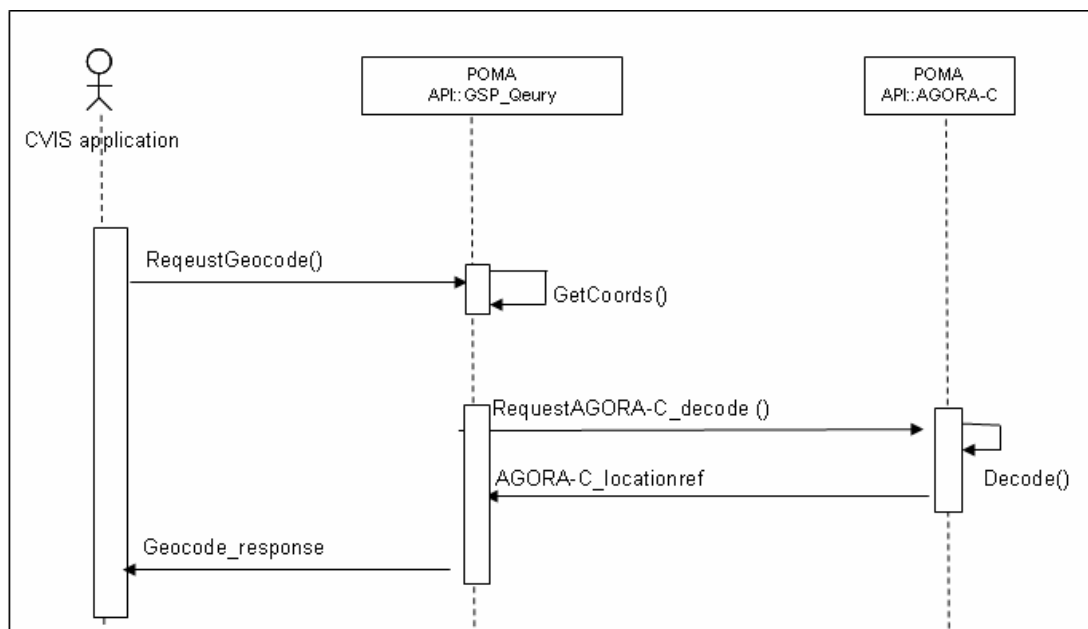 POMA
API::GSP_Qeury
POMA
API::AGORA-C
CVIS application
ReqeustGeocode()
GetCoords()
RequestAGORA-C_decode ()
AGORA-C_locationref
Decode()
Geocode_response